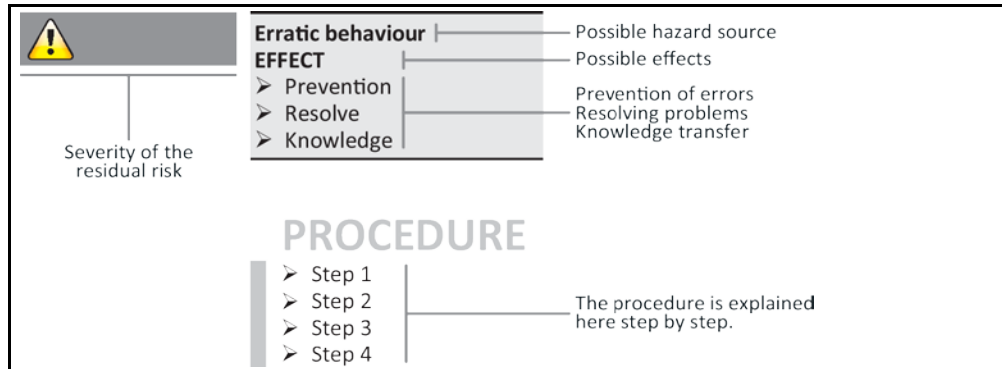 Erratic behaviour
Possible hazard source
EFFECT
Possible effects
➢ Prevention
➢ Resolve
➢ Knowledge
Prevention of errors
Resolving problems
Knowledge transfer
Severity of the
residual risk
PROCEDURE
➢ Step 1
➢ Step 2
➢ Step 3
➢ Step 4
The procedure is explained
here step by step.